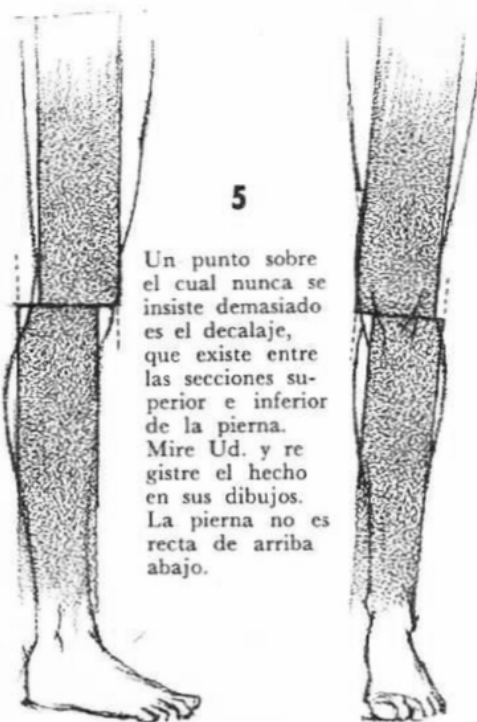 5
Un punto sobre
el cual nunca se
insiste demasiado
es el decalaje,
que existe entre
las secciones su-
perior e inferior
de la pierna.
Mire Ud. y re
gistre el hecho
en sus dibujos.
La pierna no es
recta de arriba
abajo.